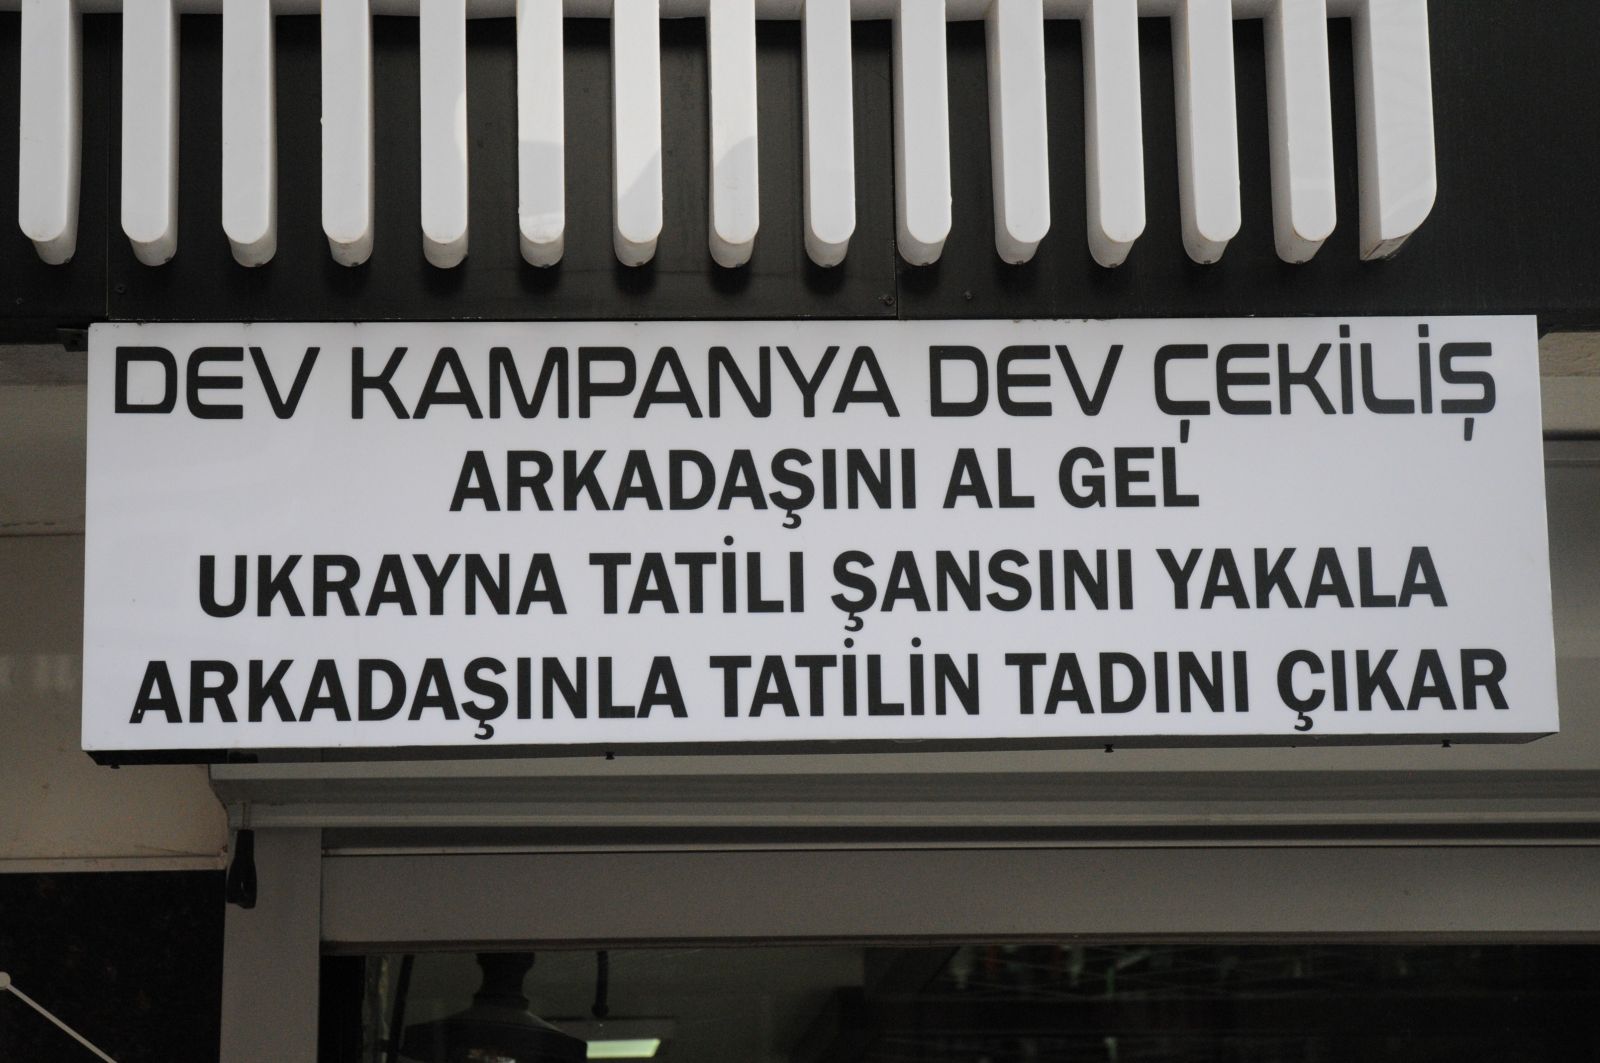 DEV KAMPANYA DEV ÇEKİLİŞ
ARKADAŞINI AL GEL
UKRAYNA TATİLI ŞANSINI YAKALA
ARKADAŞINLA TATİLİN TADINI ÇIKAR